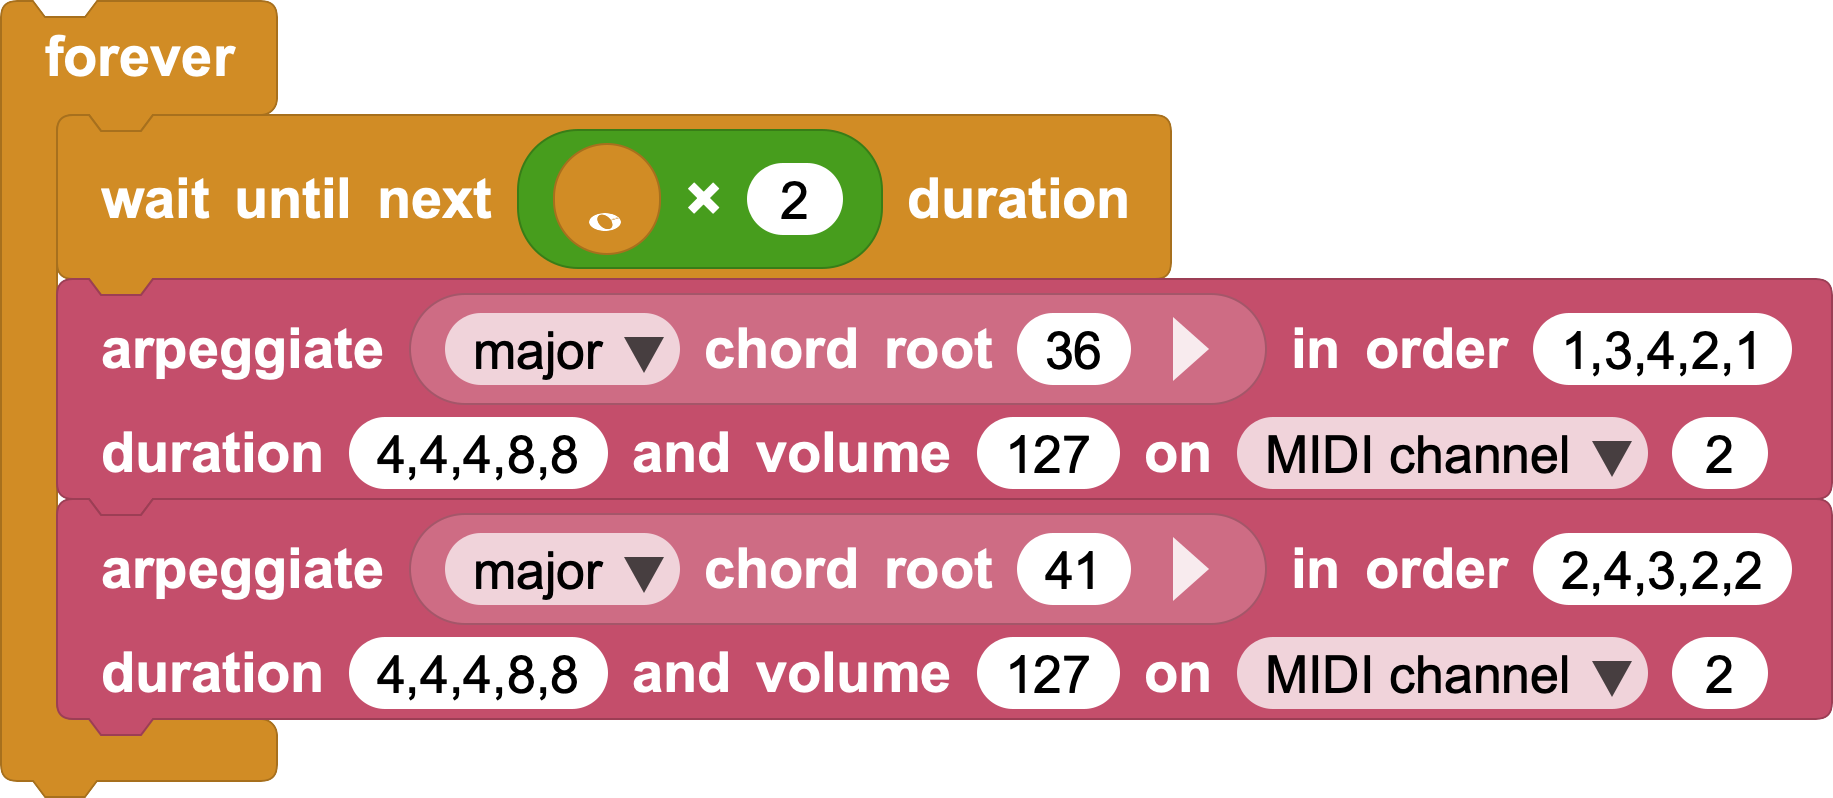 forever
wait until next × 2 duration
arpeggiate major chord root 36 in order 1,3,4,2,1
duration 4,4,4,8,8 and volume 127 on MIDI channel 2
arpeggiate major chord root 41 in order 2,4,3,2,2
duration 4,4,4,8,8 and volume 127 on MIDI channel 2